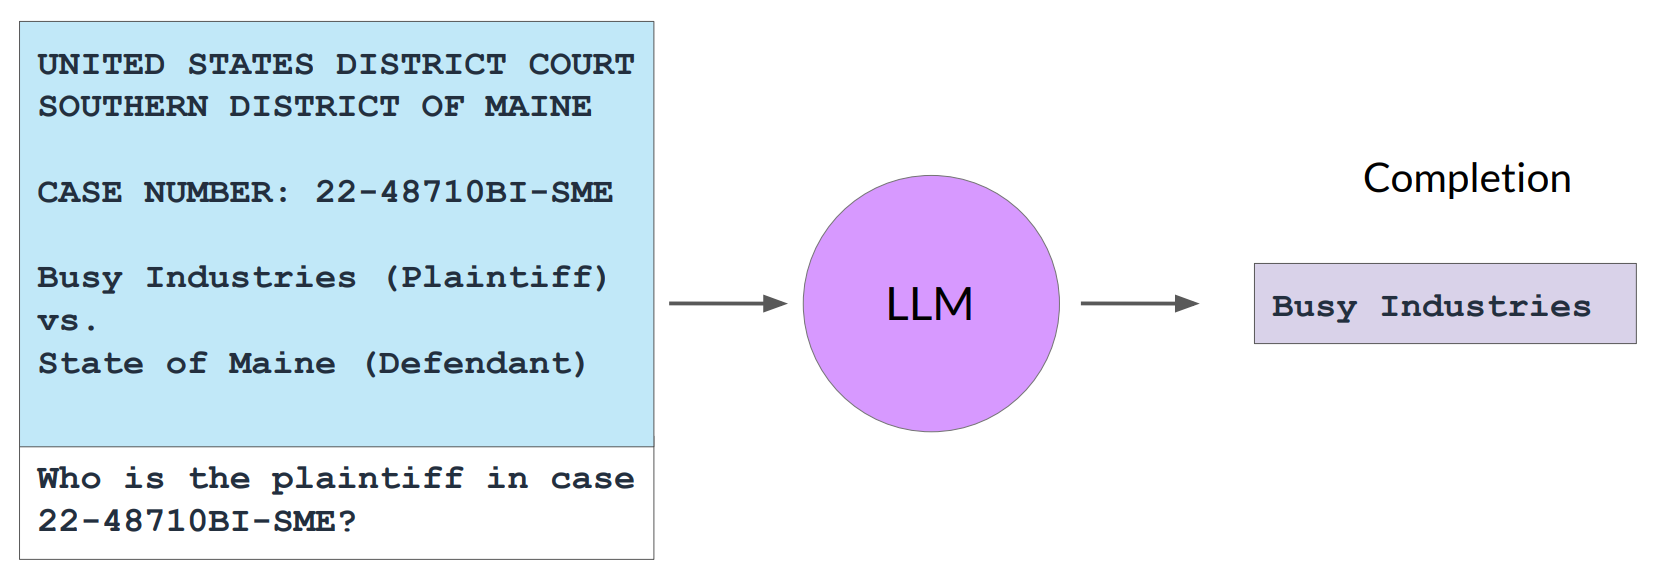 UNITED STATES DISTRICT COURT
SOUTHERN DISTRICT OF MAINE
CASE NUMBER: 22-48710BI-SME
Busy Industries (Plaintiff)
vs.
State of Maine (Defendant)
Who is the plaintiff in case
22-48710BI-SME?
LLM
Completion
Busy Industries